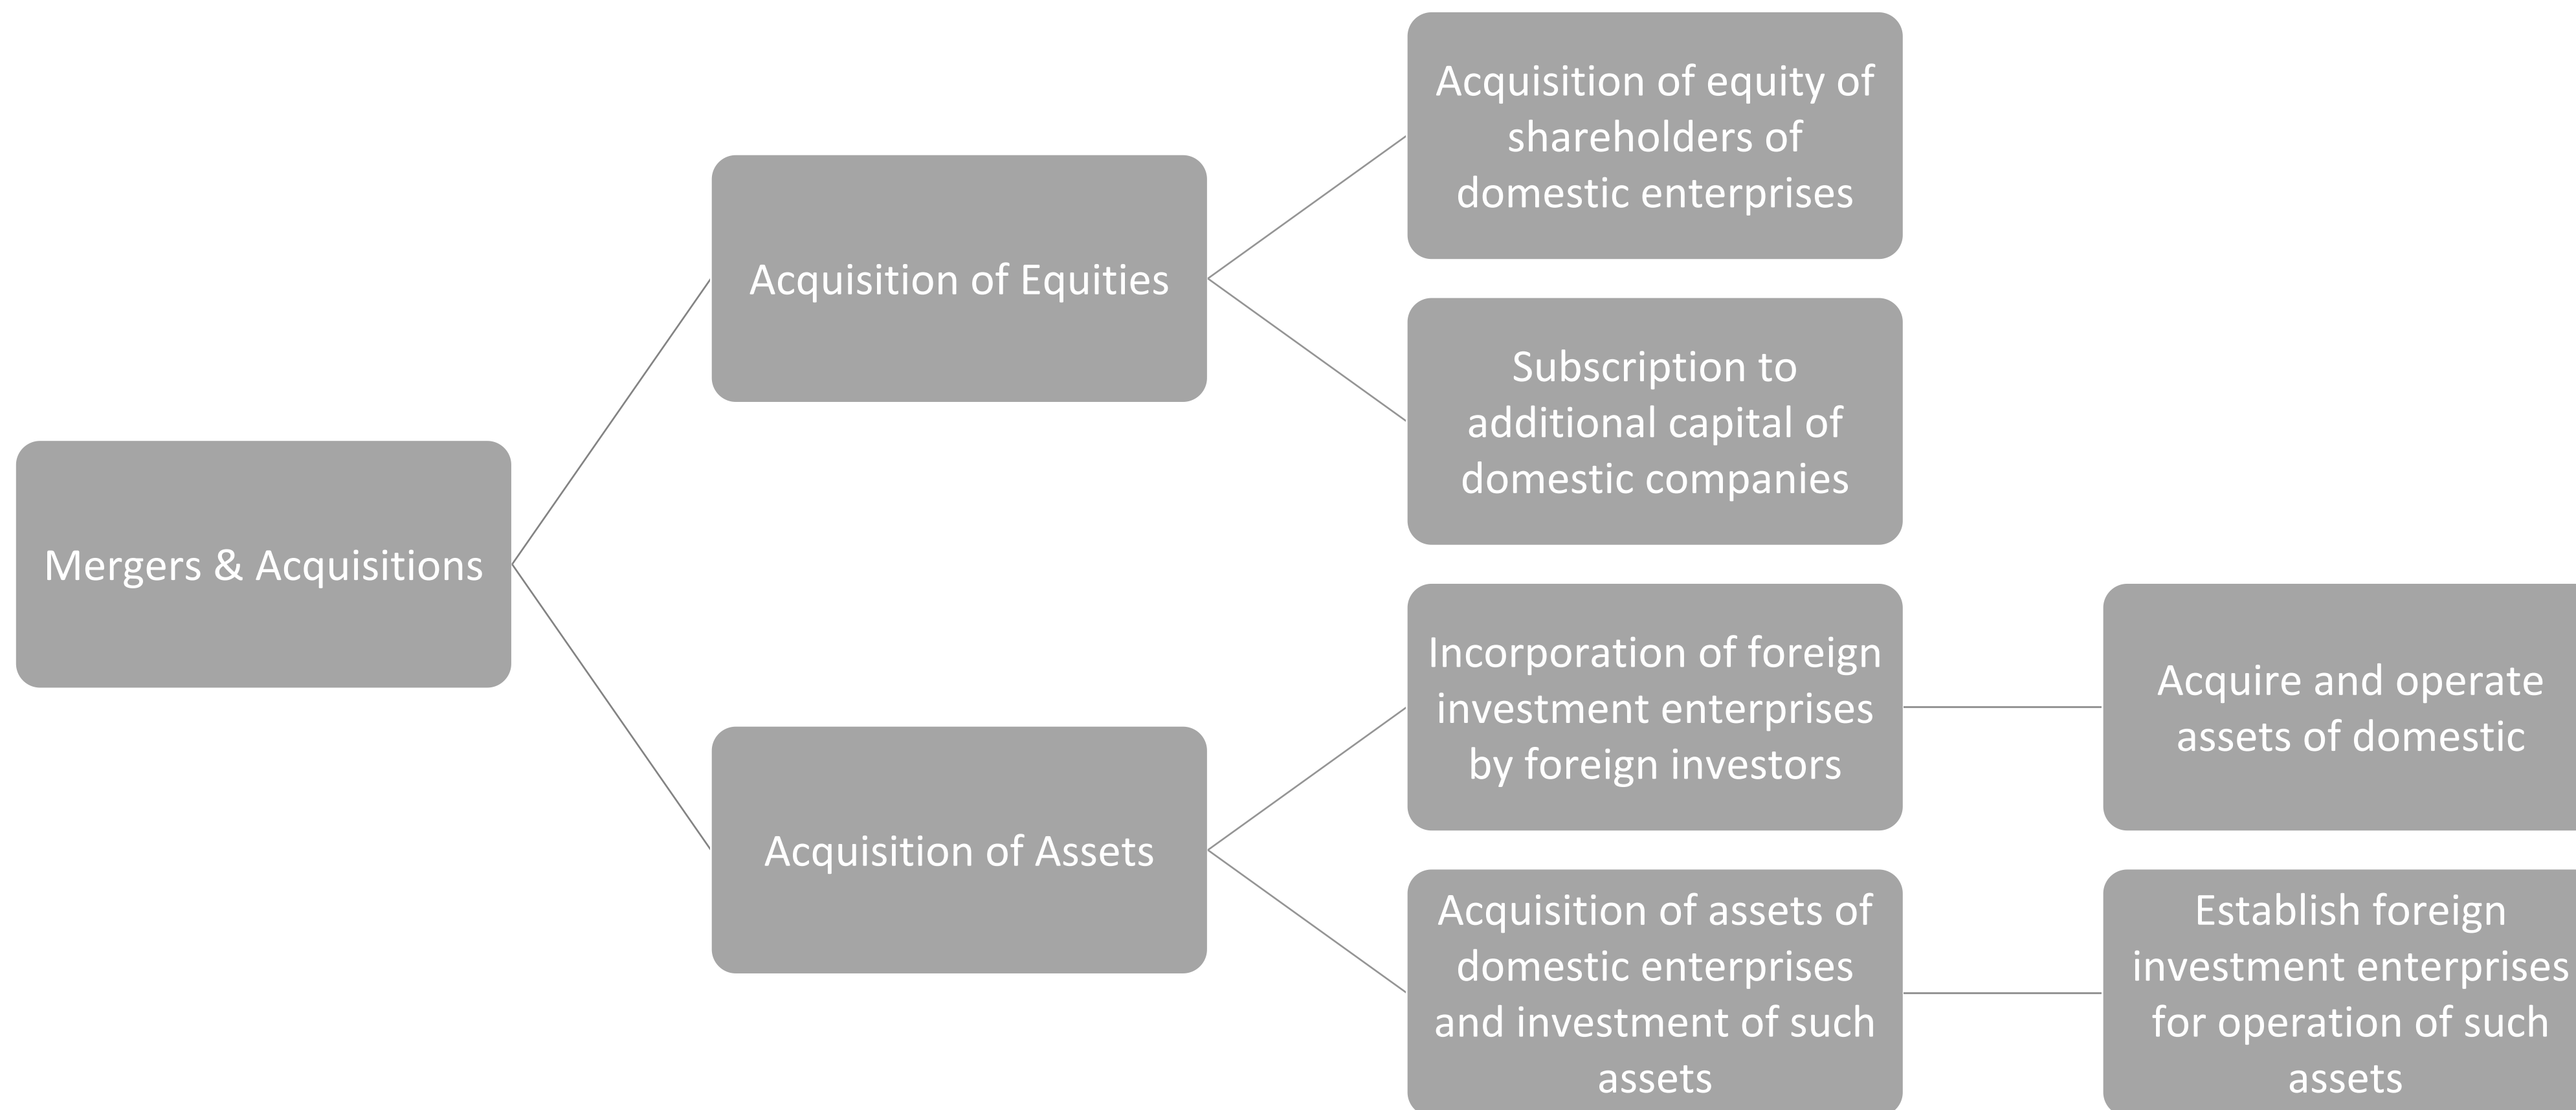 Mergers & Acquisitions
Acquisition of Equities
Acquisition of equity of
shareholders of
domestic enterprises
Subscription to
additional capital of
domestic companies
Acquisition of Assets
Incorporation of foreign
investment enterprises
by foreign investors
Acquire and operate
assets of domestic
Acquisition of assets of
domestic enterprises
and investment of such
assets
Establish foreign
investment enterprises
for operation of such
assets